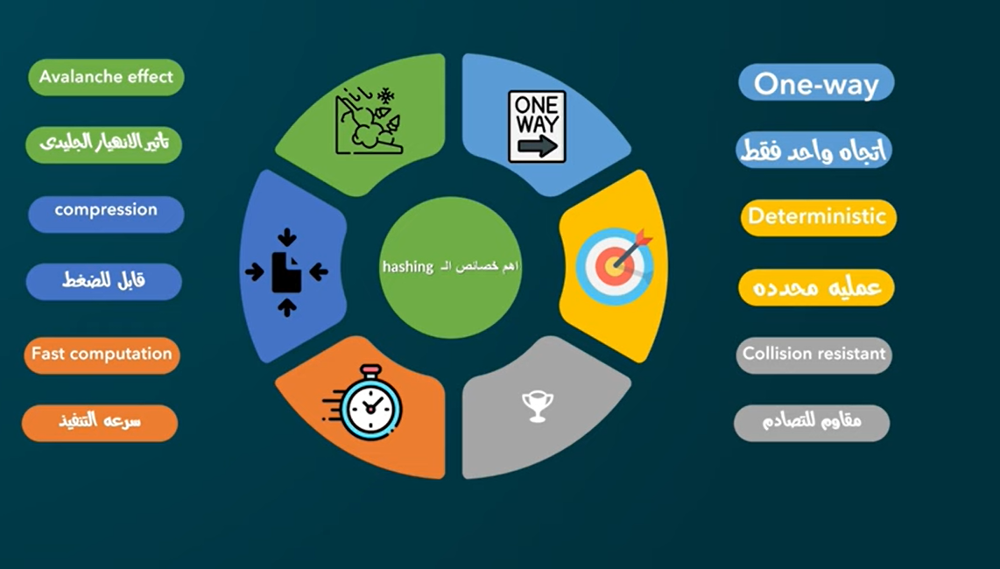 Avalanche effect
تاثير الانهيار الجليدى
compression
قابل للضغط
Fast computation
سرعه التنفيذ
ONE
WAY
اهم خصائص الـ hashing
One-way
اتجاه واحد فقط
Deterministic
عمليه محدده
Collision resistant
مقاوم للتصادم